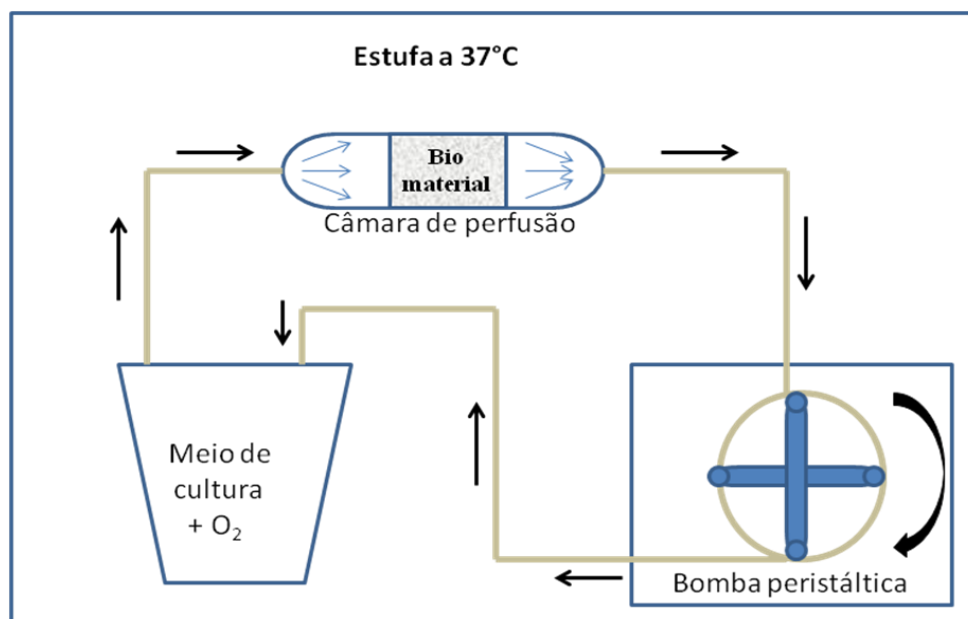 Estufa a 37°C
Bio
material
Câmara de perfusão
Meio de
cultura
+ O₂
Bomba peristáltica